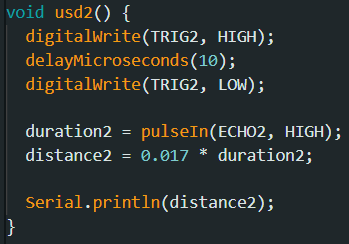 void usd2() {
  digitalWrite(TRIG2, HIGH);
  delayMicroseconds(10);
  digitalWrite(TRIG2, LOW);

  duration2 = pulseIn(ECHO2, HIGH);
  distance2 = 0.017 * duration2;

  Serial.println(distance2);
}